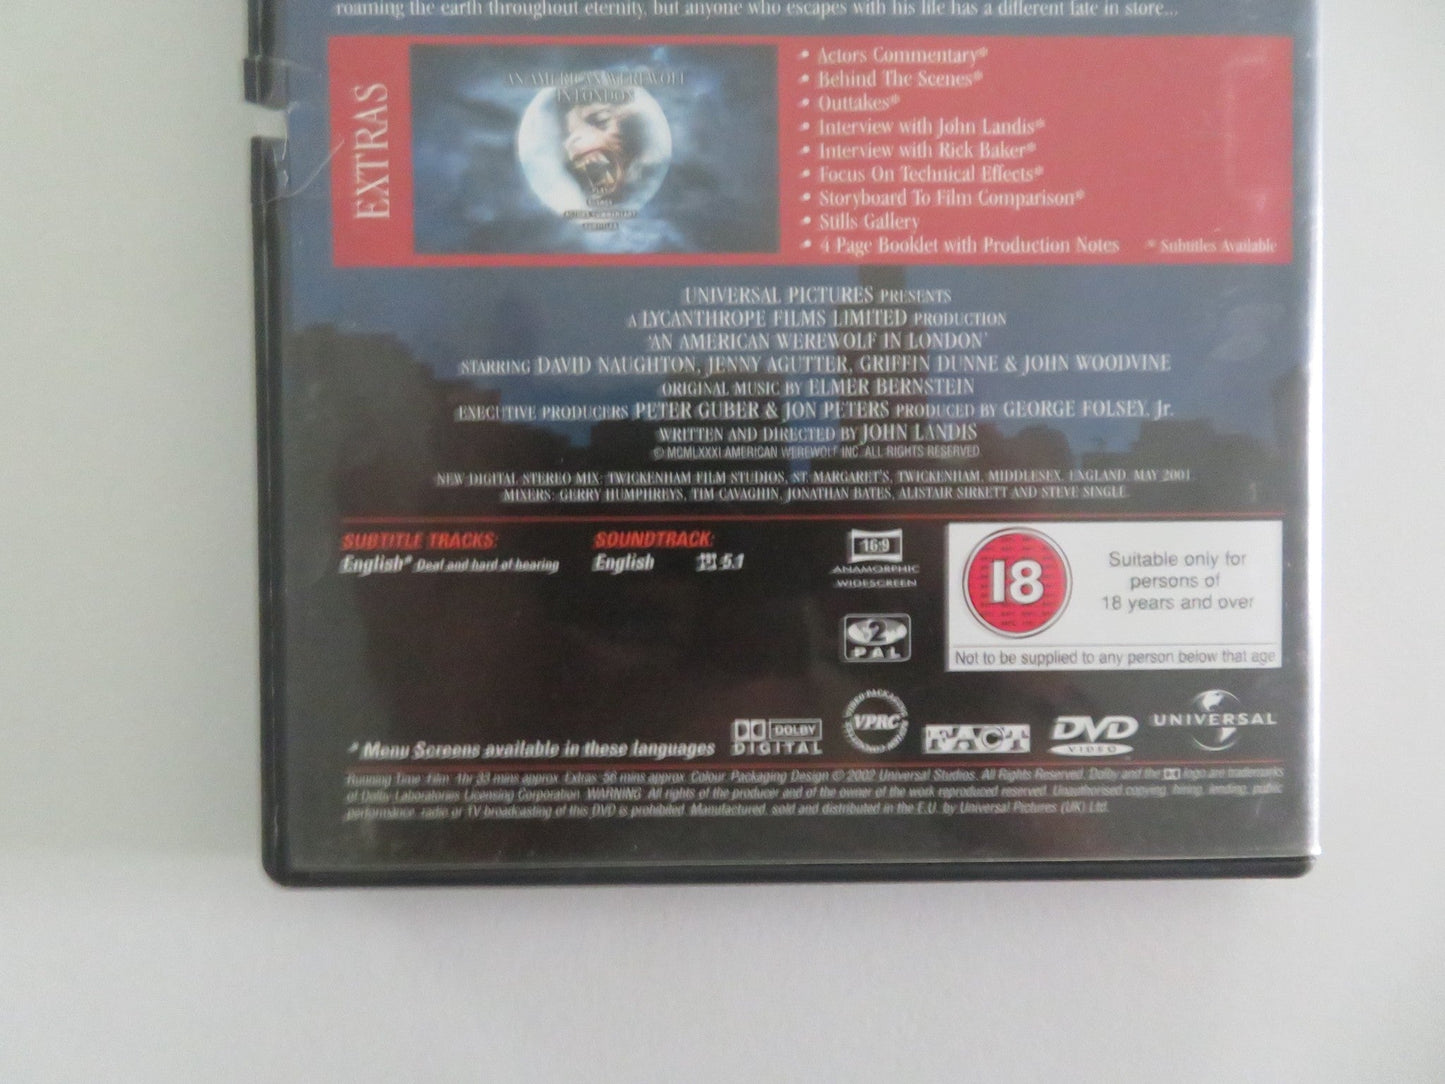 roaming the earth throughout eternity, but anyone who escapes with his life has a different fate in store...
EXTRAS
AN AMERICAN WEREWOLF
IN LONDON
ACTORS COMMENTARY
SUBTITLES
• Actors Commentary*
• Behind The Scenes*
• Outtakes*
• Interview with John Landis*
• Interview with Rick Baker*
• Focus On Technical Effects*
• Storyboard To Film Comparison*
• Stills Gallery
• 4 Page Booklet with Production Notes * Subtitles Available
UNIVERSAL PICTURES PRESENTS
A LYCANTHROPE FILMS LIMITED PRODUCTION
'AN AMERICAN WEREWOLF IN LONDON'
STARRING DAVID NAUGHTON, JENNY AGUTTER, GRIFFIN DUNNE & JOHN WOODVINE
ORIGINAL MUSIC BY ELMER BERNSTEIN
EXECUTIVE PRODUCERS PETER GUBER & JON PETERS PRODUCED BY GEORGE FOLSEY, Jr.
WRITTEN AND DIRECTED BY JOHN LANDIS
© MCMLXXXI AMERICAN WEREWOLF INC. ALL RIGHTS RESERVED
NEW DIGITAL STEREO MIX: TWICKENHAM FILM STUDIOS, ST. MARGARET'S, TWICKENHAM, MIDDLESEX, ENGLAND. MAY 2001
MIXERS: GERRY HUMPHREYS, TIM CAVAGHIN, JONATHAN BATES, ALISTAIR SIRKETT AND STEVE SINGLE.
SUBTITLE TRACKS:
English* Deaf and hard of hearing
SOUNDTRACK:
English 5.1
16:9
ANAMORPHIC
WIDESCREEN
2
PAL
18
Suitable only for
persons of
18 years and over
Not to be supplied to any person below that age
* Menu Screens available in these languages
DOLBY
DIGITAL
VIDEO PACKAGING
VPRC
FACT
DVD
VIDEO
UNIVERSAL
Running Time: Film: 1hr 33 mins approx. Extras: 56 mins approx. Colour. Packaging Design © 2002 Universal Studios. All Rights Reserved. Dolby and the logo are trademarks
of Dolby Laboratories Licensing Corporation. WARNING: All rights of the producer and of the owner of the work reproduced reserved. Unauthorised copying, hiring, lending, public
performance, radio or TV broadcasting of this DVD is prohibited. Manufactured, sold and distributed in the E.U. by Universal Pictures (UK) Ltd.